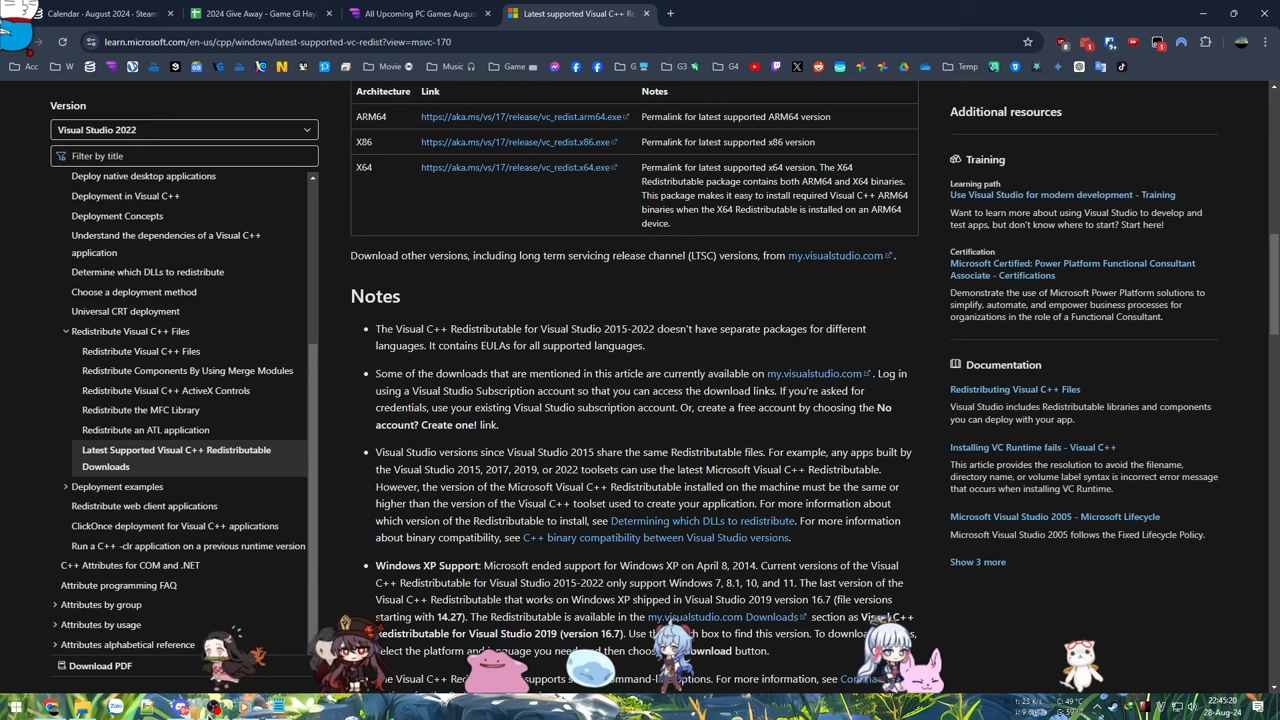 Calendar · August 2024 · Steam
2024 Give Away - Game GI Hay
All Upcoming PC Games Augus
Latest supported Visual C++ Re
learn.microsoft.com/en-us/cpp/windows/latest-supported-vc-redist?view=msvc-170
Acc
W
Movie
Music
Game
G
G3
G4
Temp
Version
Visual Studio 2022
Filter by title
Deploy native desktop applications
Deployment in Visual C++
Deployment Concepts
Understand the dependencies of a Visual C++
application
Determine which DLLs to redistribute
Choose a deployment method
Universal CRT deployment
Redistribute Visual C++ Files
Redistribute Visual C++ Files
Redistribute Components By Using Merge Modules
Redistribute Visual C++ ActiveX Controls
Redistribute the MFC Library
Redistribute an ATL application
Latest Supported Visual C++ Redistributable
Downloads
Deployment examples
Redistribute web client applications
ClickOnce deployment for Visual C++ applications
Run a C++ -clr application on a previous runtime version
C++ Attributes for COM and .NET
Attribute programming FAQ
Attributes by group
Attributes by usage
Attributes alphabetical reference
Download PDF
Architecture Link Notes
ARM64 https://aka.ms/vs/17/release/vc_redist.arm64.exe Permalink for latest supported ARM64 version
X86 https://aka.ms/vs/17/release/vc_redist.x86.exe Permalink for latest supported x86 version
X64 https://aka.ms/vs/17/release/vc_redist.x64.exe Permalink for latest supported x64 version. The X64
Redistributable package contains both ARM64 and X64 binaries.
This package makes it easy to install required Visual C++ ARM64
binaries when the X64 Redistributable is installed on an ARM64
device.
Download other versions, including long term servicing release channel (LTSC) versions, from my.visualstudio.com .
Notes
• The Visual C++ Redistributable for Visual Studio 2015-2022 doesn't have separate packages for different
languages. It contains EULAs for all supported languages.
• Some of the downloads that are mentioned in this article are currently available on my.visualstudio.com . Log in
using a Visual Studio Subscription account so that you can access the download links. If you're asked for
credentials, use your existing Visual Studio subscription account. Or, create a free account by choosing the No
account? Create one! link.
• Visual Studio versions since Visual Studio 2015 share the same Redistributable files. For example, any apps built by
the Visual Studio 2015, 2017, 2019, or 2022 toolsets can use the latest Microsoft Visual C++ Redistributable.
However, the version of the Microsoft Visual C++ Redistributable installed on the machine must be the same or
higher than the version of the Visual C++ toolset used to create your application. For more information about
which version of the Redistributable to install, see Determining which DLLs to redistribute. For more information
about binary compatibility, see C++ binary compatibility between Visual Studio versions.
• Windows XP Support: Microsoft ended support for Windows XP on April 8, 2014. Current versions of the Visual
C++ Redistributable for Visual Studio 2015-2022 only support Windows 7, 8.1, 10, and 11. The last version of the
Visual C++ Redistributable that works on Windows XP shipped in Visual Studio 2019 version 16.7 (file versions
starting with 14.27). The Redistributable is available in the my.visualstudio.com Downloads section as Visual C++
Redistributable for Visual Studio 2019 (version 16.7). Use the box to find this version. To download
select the platform and language you need and then choose download button.
supports
command-line options. For more information, see
Additional resources
Training
Learning path
Use Visual Studio for modern development - Training
Want to learn more about using Visual Studio to develop and
test apps, but don't know where to start? Start here!
Certification
Microsoft Certified: Power Platform Functional Consultant
Associate - Certifications
Demonstrate the use of Microsoft Power Platform solutions to
simplify, automate, and empower business processes for
organizations in the role of a Functional Consultant.
Documentation
Redistributing Visual C++ Files
Visual Studio includes Redistributable libraries and components
you can deploy with your app.
Installing VC Runtime fails - Visual C++
This article provides the resolution to avoid the filename,
directory name, or volume label syntax is incorrect error message
that occurs when installing VC Runtime.
Microsoft Visual Studio 2005 - Microsoft Lifecycle
Microsoft Visual Studio 2005 follows the Fixed Lifecycle Policy.
Show 3 more
Zalo
22:45:20
28-Aug-24